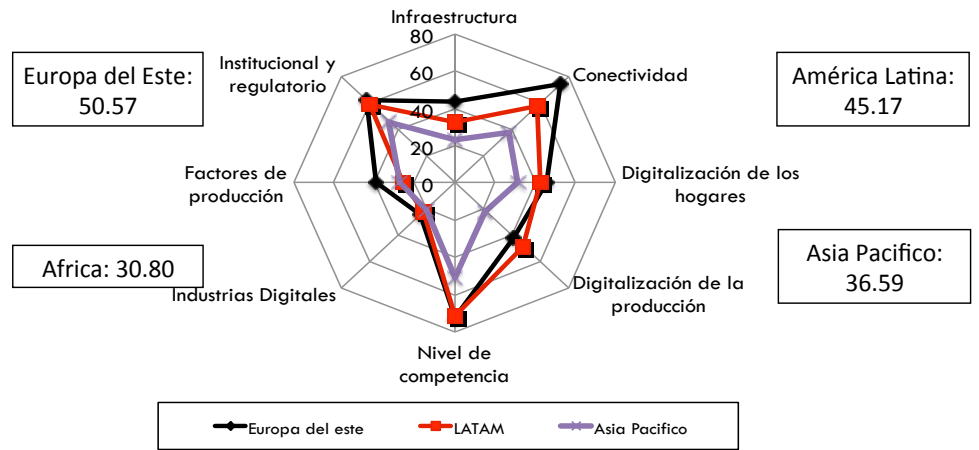 Infraestructura
80
60
40
20
0
Institucional y
regulatorio
Conectividad
Europa del Este:
50.57
América Latina:
45.17
Factores de
producción
Digitalización de los
hogares
Africa: 30.80
Asia Pacifico:
36.59
Industrias Digitales
Digitalización de la
producción
Nivel de
competencia
Europa del este
LATAM
Asia Pacifico